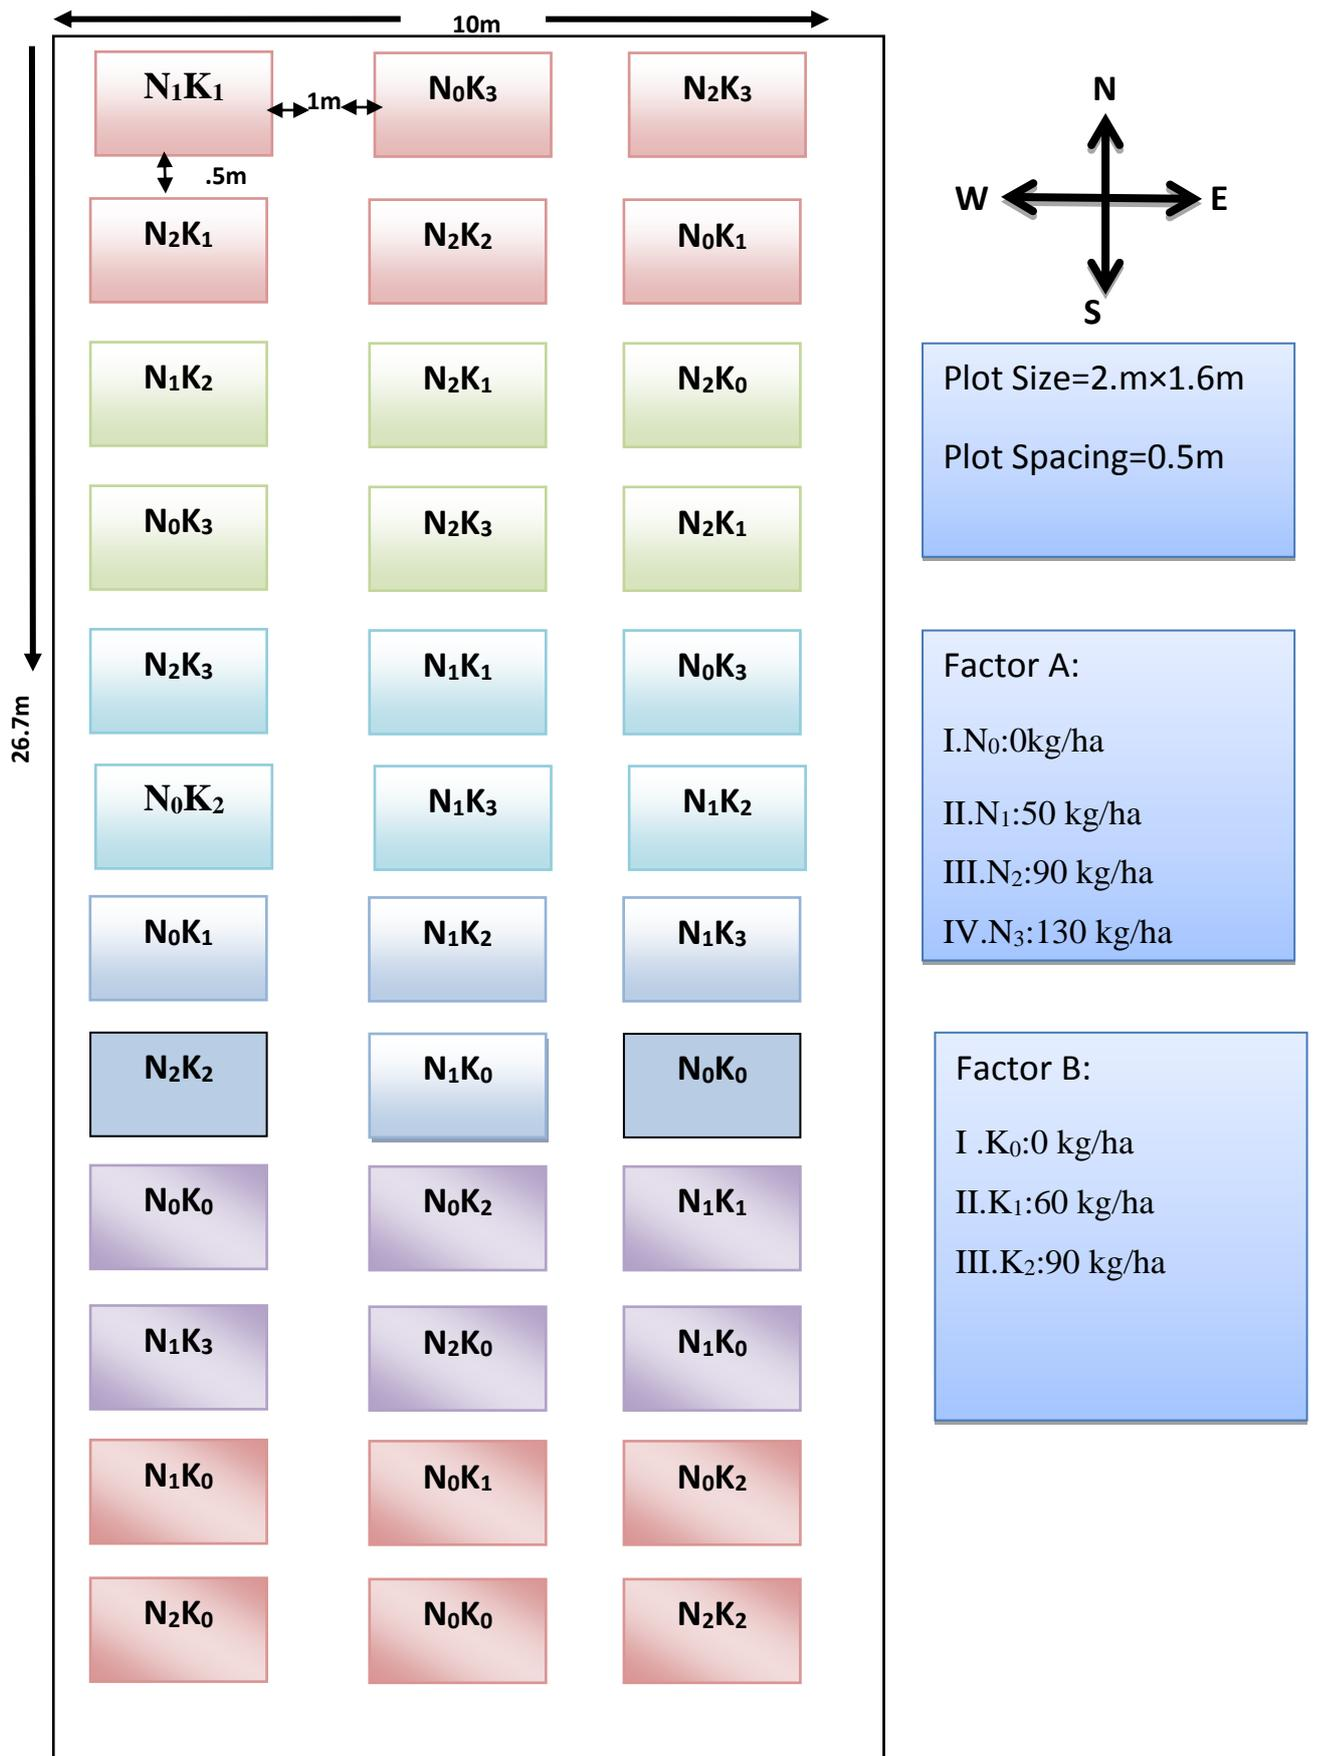 10m
N₁K₁ 1m N₀K₃ N₂K₃
.5m
N₂K₁ N₂K₂ N₀K₁
N₁K₂ N₂K₁ N₂K₀
N₀K₃ N₂K₃ N₂K₁
N₂K₃ N₁K₁ N₀K₃
26.7m
N₀K₂ N₁K₃ N₁K₂
N₀K₁ N₁K₂ N₁K₃
N₂K₂ N₁K₀ N₀K₀
N₀K₀ N₀K₂ N₁K₁
N₁K₃ N₂K₀ N₁K₀
N₁K₀ N₀K₁ N₀K₂
N₂K₀ N₀K₀ N₂K₂
N
W E
S
Plot Size=2.m×1.6m
Plot Spacing=0.5m
Factor A:
I.N₀:0kg/ha
II.N₁:50 kg/ha
III.N₂:90 kg/ha
IV.N₃:130 kg/ha
Factor B:
I .K₀:0 kg/ha
II.K₁:60 kg/ha
III.K₂:90 kg/ha